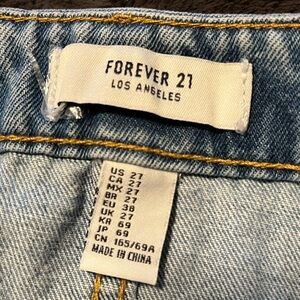 FOREVER 21
LOS ANGELES
US 27
CA 27
MX 27
BR 27
EU 38
UK 27
KR 69
JP 69
CN 165/69A
MADE IN CHINA